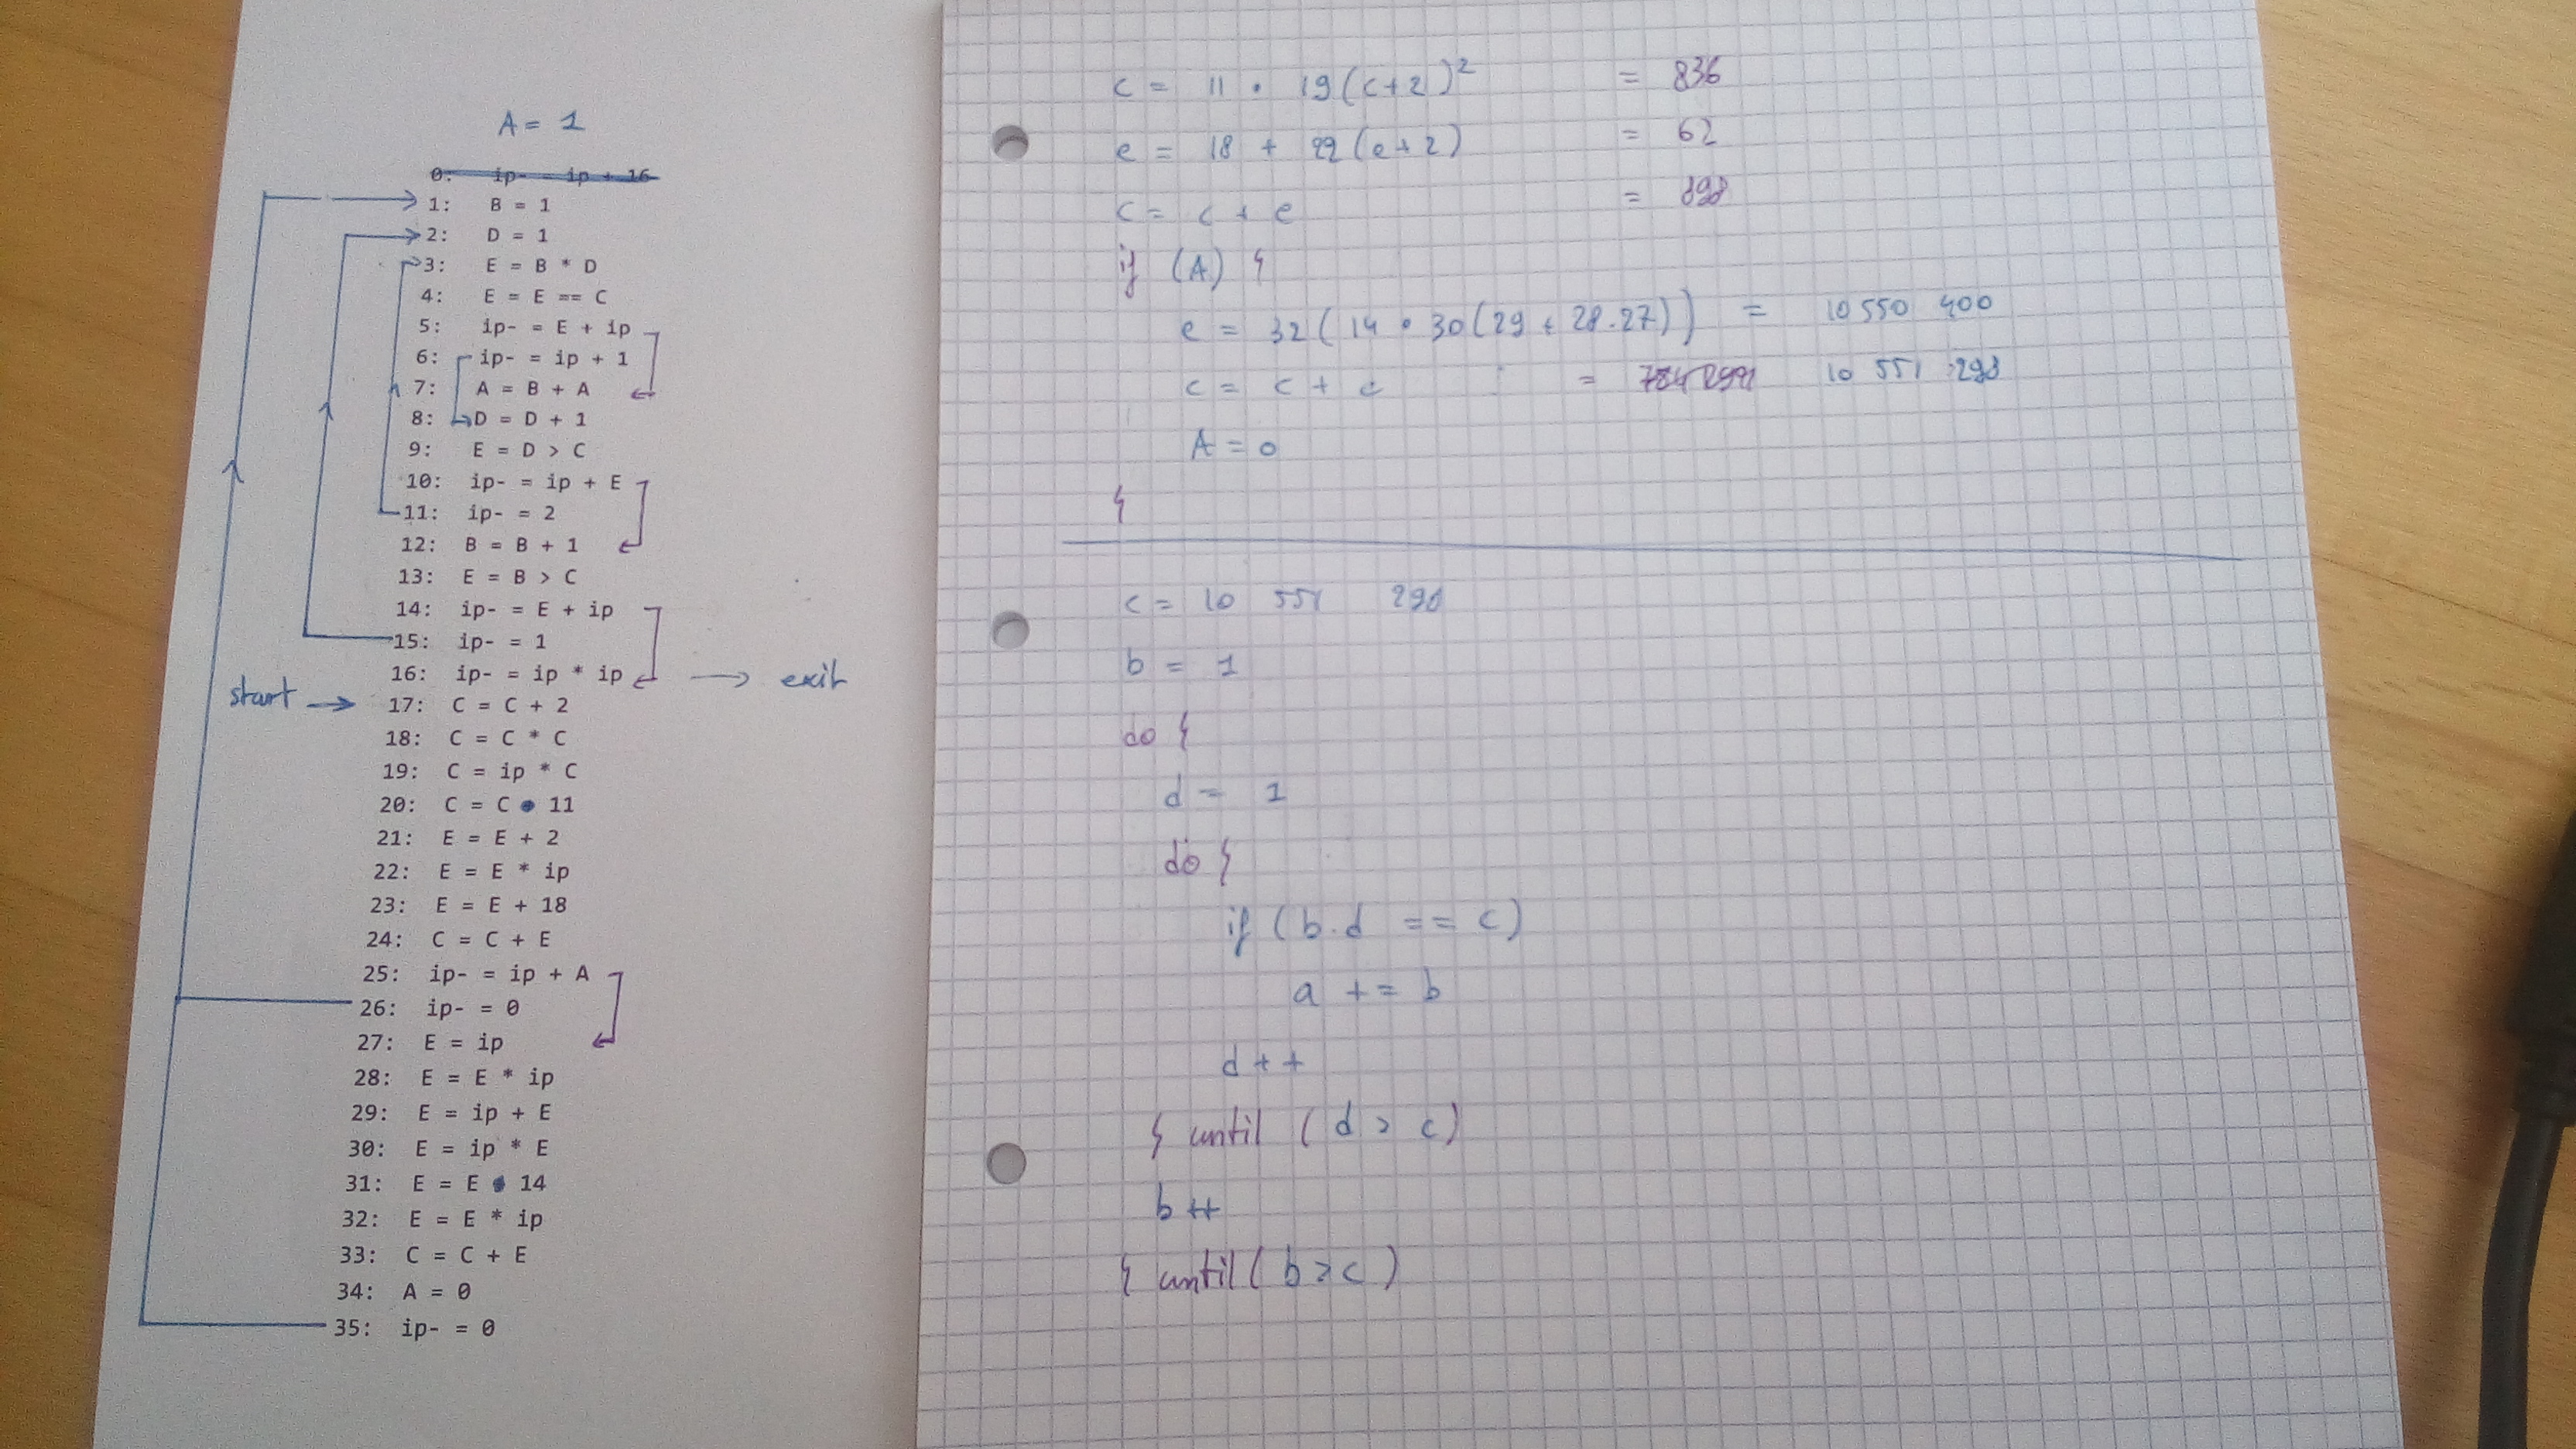 A = 1
0: ip- = ip + 16
1: B = 1
2: D = 1
3: E = B * D
4: E = E == C
5: ip- = E + ip
6: ip- = ip + 1
7: A = B + A
8: D = D + 1
9: E = D > C
10: ip- = ip + E
11: ip- = 2
12: B = B + 1
13: E = B > C
14: ip- = E + ip
15: ip- = 1
16: ip- = ip * ip → exit
start → 17: C = C + 2
18: C = C * C
19: C = ip * C
20: C = C • 11
21: E = E + 2
22: E = E * ip
23: E = E + 18
24: C = C + E
25: ip- = ip + A
26: ip- = 0
27: E = ip
28: E = E * ip
29: E = ip + E
30: E = ip * E
31: E = E • 14
32: E = E * ip
33: C = C + E
34: A = 0
35: ip- = 0
c = 11 • 19(c+2)² = 836
e = 18 + 22(e+2) = 62
c = c + e = 898
if (A) {
e = 32(14 • 30(29 + 28.27)) = 10 550 400
c = c + e = 10 551 298
A = 0
}
c = 10 551 298
b = 1
do {
d = 1
do {
if (b.d == c)
a += b
d++
} until (d > c)
b++
} until (b > c)